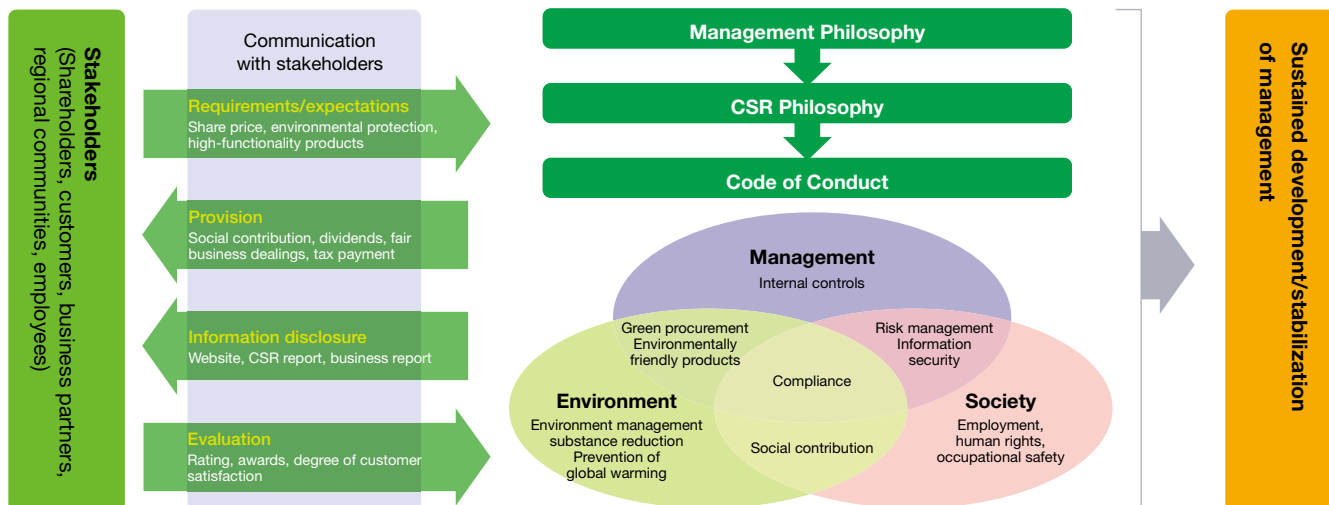 Stakeholders
(Shareholders, customers, business partners,
regional communities, employees)
Communication
with stakeholders
Requirements/expectations
Share price, environmental protection,
high-functionality products
Provision
Social contribution, dividends, fair
business dealings, tax payment
Information disclosure
Website, CSR report, business report
Evaluation
Rating, awards, degree of customer
satisfaction
Management Philosophy
CSR Philosophy
Code of Conduct
Management
Internal controls
Green procurement
Environmentally
friendly products
Risk management
Information
security
Compliance
Environment
Environment management
substance reduction
Prevention of
global warming
Social contribution
Society
Employment,
human rights,
occupational safety
Sustained development/stabilization
of management